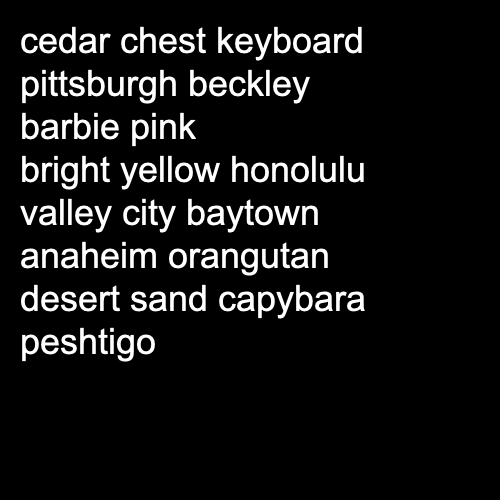 cedar chest keyboard
pittsburgh beckley
barbie pink
bright yellow honolulu
valley city baytown
anaheim orangutan
desert sand capybara
peshtigo